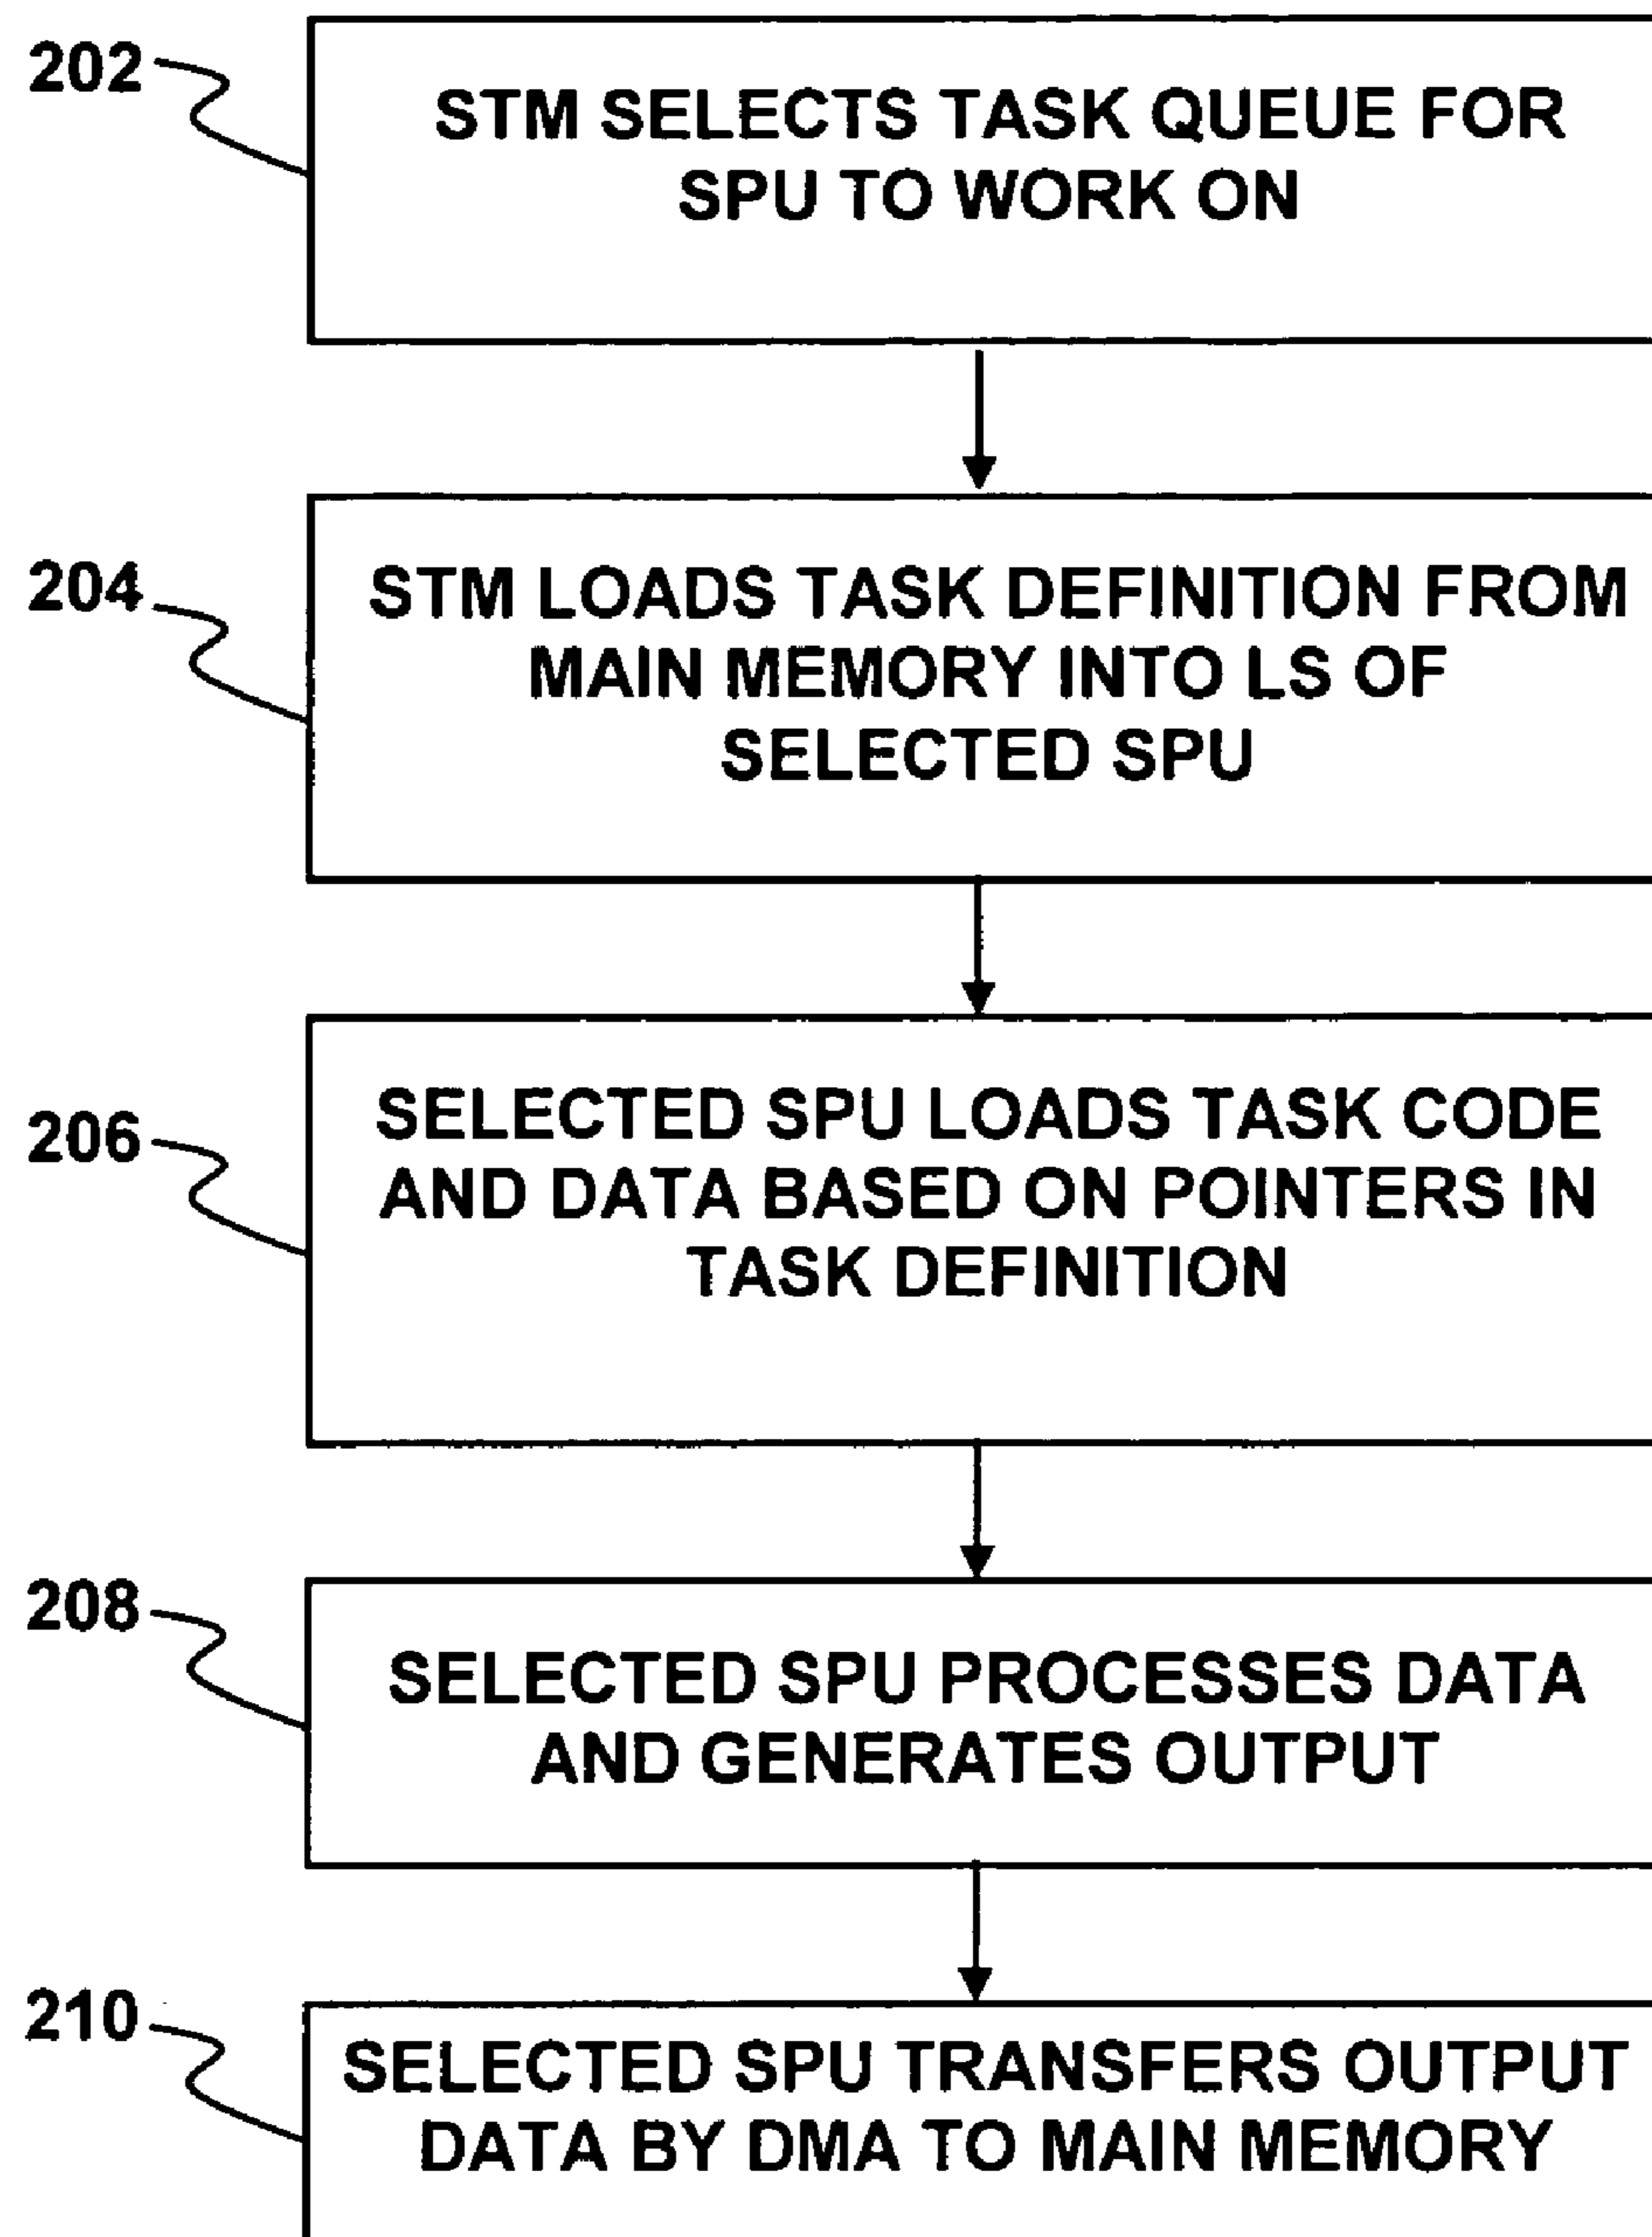 202
STM SELECTS TASK QUEUE FOR
SPU TO WORK ON
204
STM LOADS TASK DEFINITION FROM
MAIN MEMORY INTO LS OF
SELECTED SPU
206
SELECTED SPU LOADS TASK CODE
AND DATA BASED ON POINTERS IN
TASK DEFINITION
208
SELECTED SPU PROCESSES DATA
AND GENERATES OUTPUT
210
SELECTED SPU TRANSFERS OUTPUT
DATA BY DMA TO MAIN MEMORY